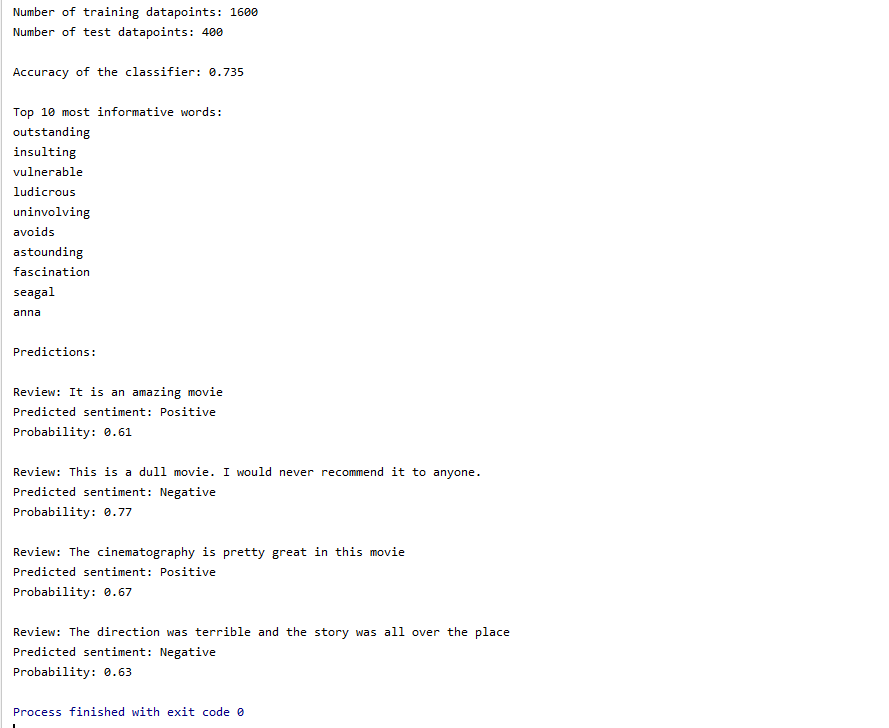 Number of training datapoints: 1600
Number of test datapoints: 400
Accuracy of the classifier: 0.735
Top 10 most informative words:
outstanding
insulting
vulnerable
ludicrous
uninvolving
avoids
astounding
fascination
seagal
anna
Predictions:
Review: It is an amazing movie
Predicted sentiment: Positive
Probability: 0.61
Review: This is a dull movie. I would never recommend it to anyone.
Predicted sentiment: Negative
Probability: 0.77
Review: The cinematography is pretty great in this movie
Predicted sentiment: Positive
Probability: 0.67
Review: The direction was terrible and the story was all over the place
Predicted sentiment: Negative
Probability: 0.63
Process finished with exit code 0